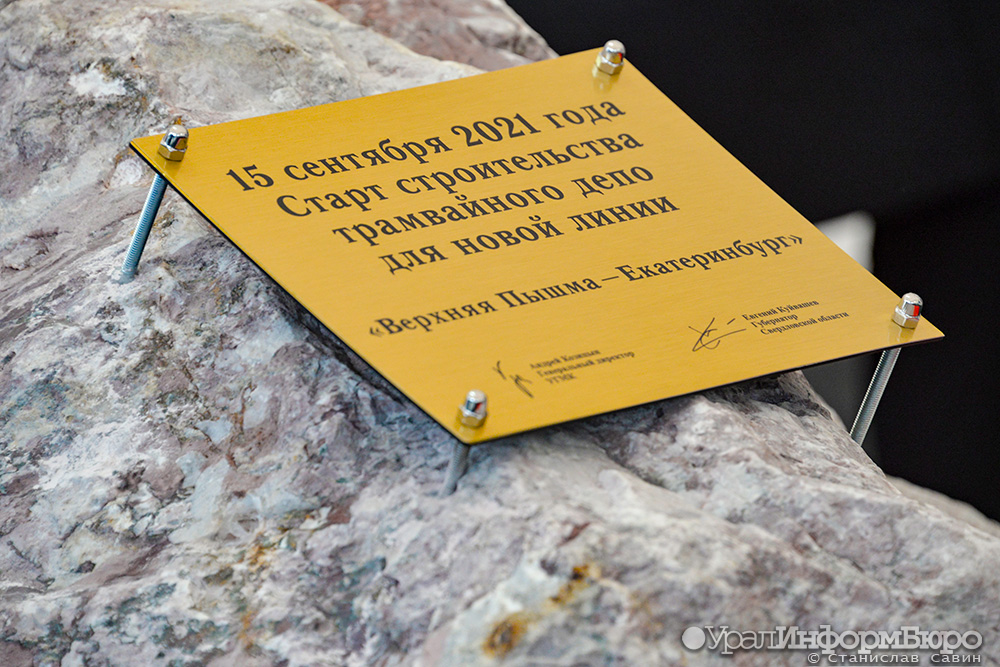 15 сентября 2021 года
Старт строительства
трамвайного депо
для новой линии
«Верхняя Пышма – Екатеринбург»
Андрей Козицын
Генеральный директор
УГМК
Евгений Куйвашев
Губернатор
Свердловской области
УралИнформБюро
© Станислав Савин